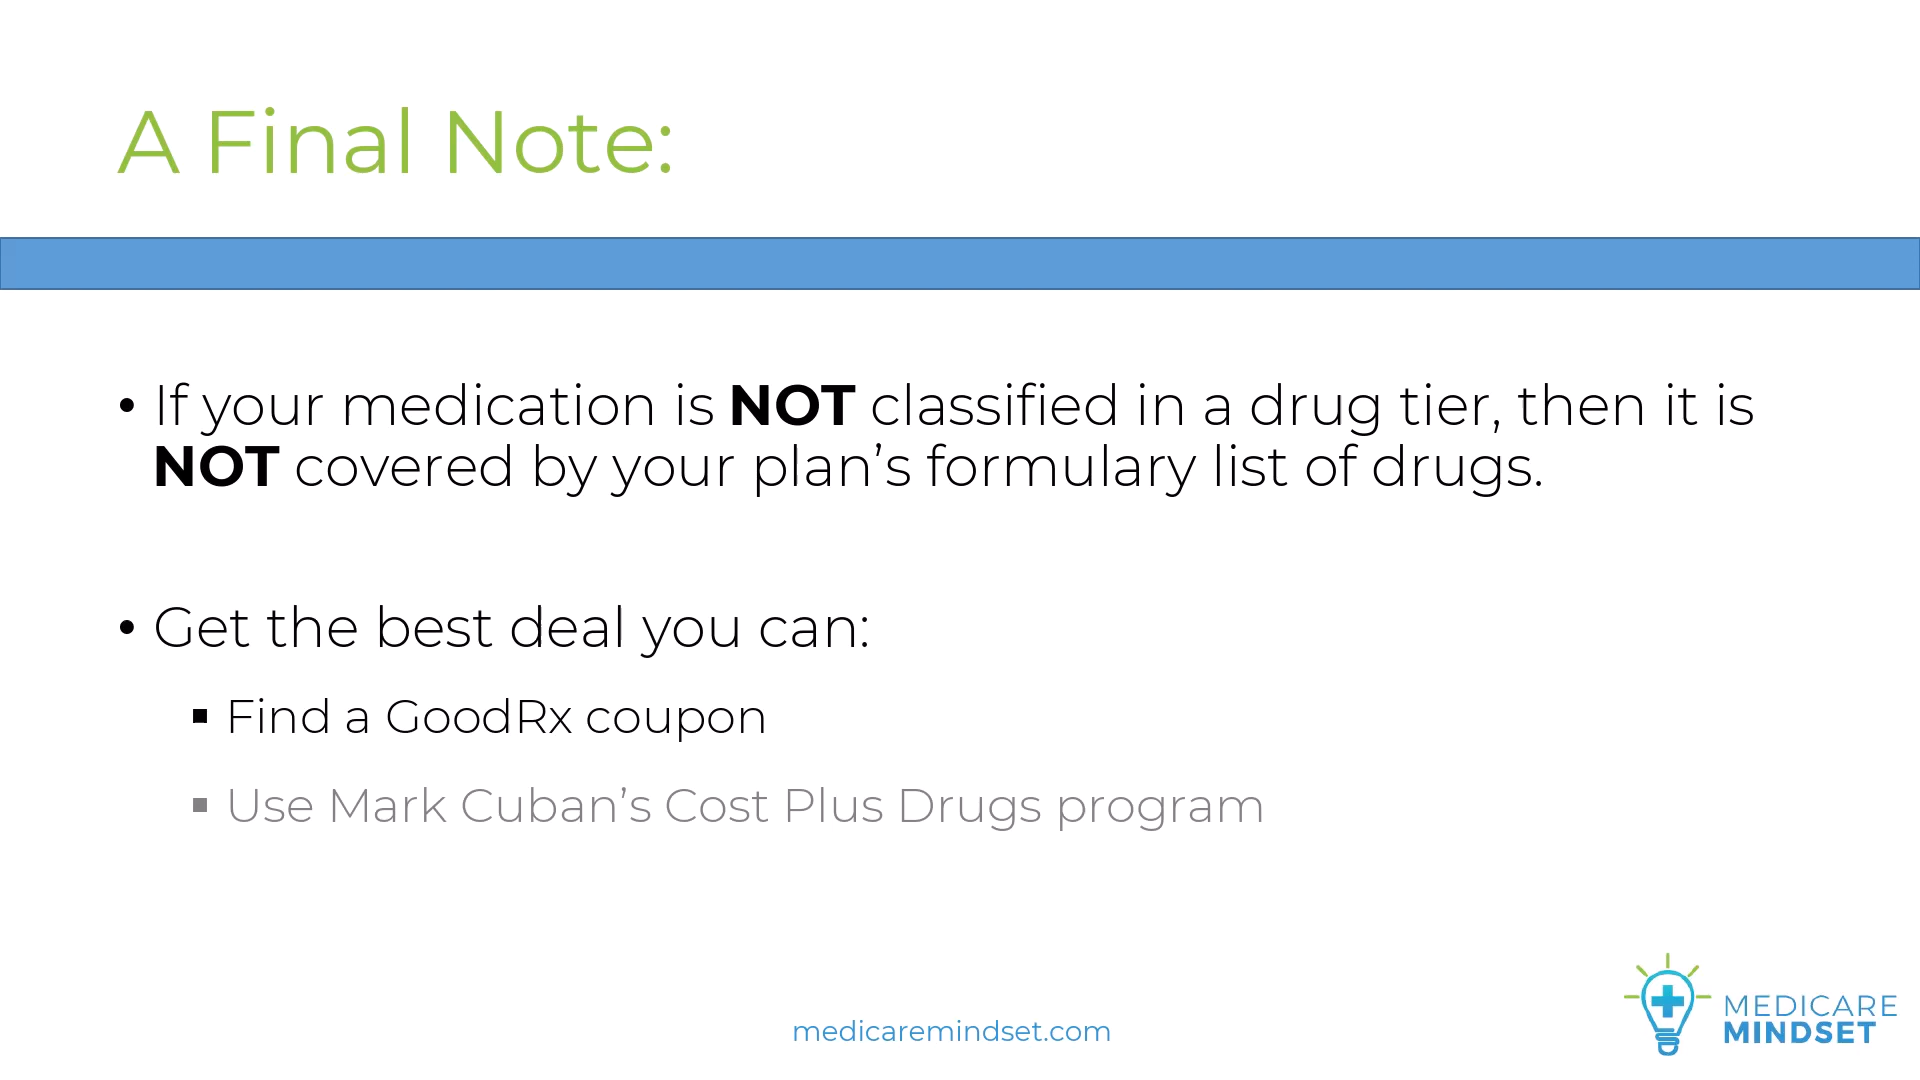 A Final Note:
• If your medication is NOT classified in a drug tier, then it is
NOT covered by your plan’s formulary list of drugs.
• Get the best deal you can:
▪ Find a GoodRx coupon
▪ Use Mark Cuban’s Cost Plus Drugs program
medicaremindset.com
MEDICARE
MINDSET